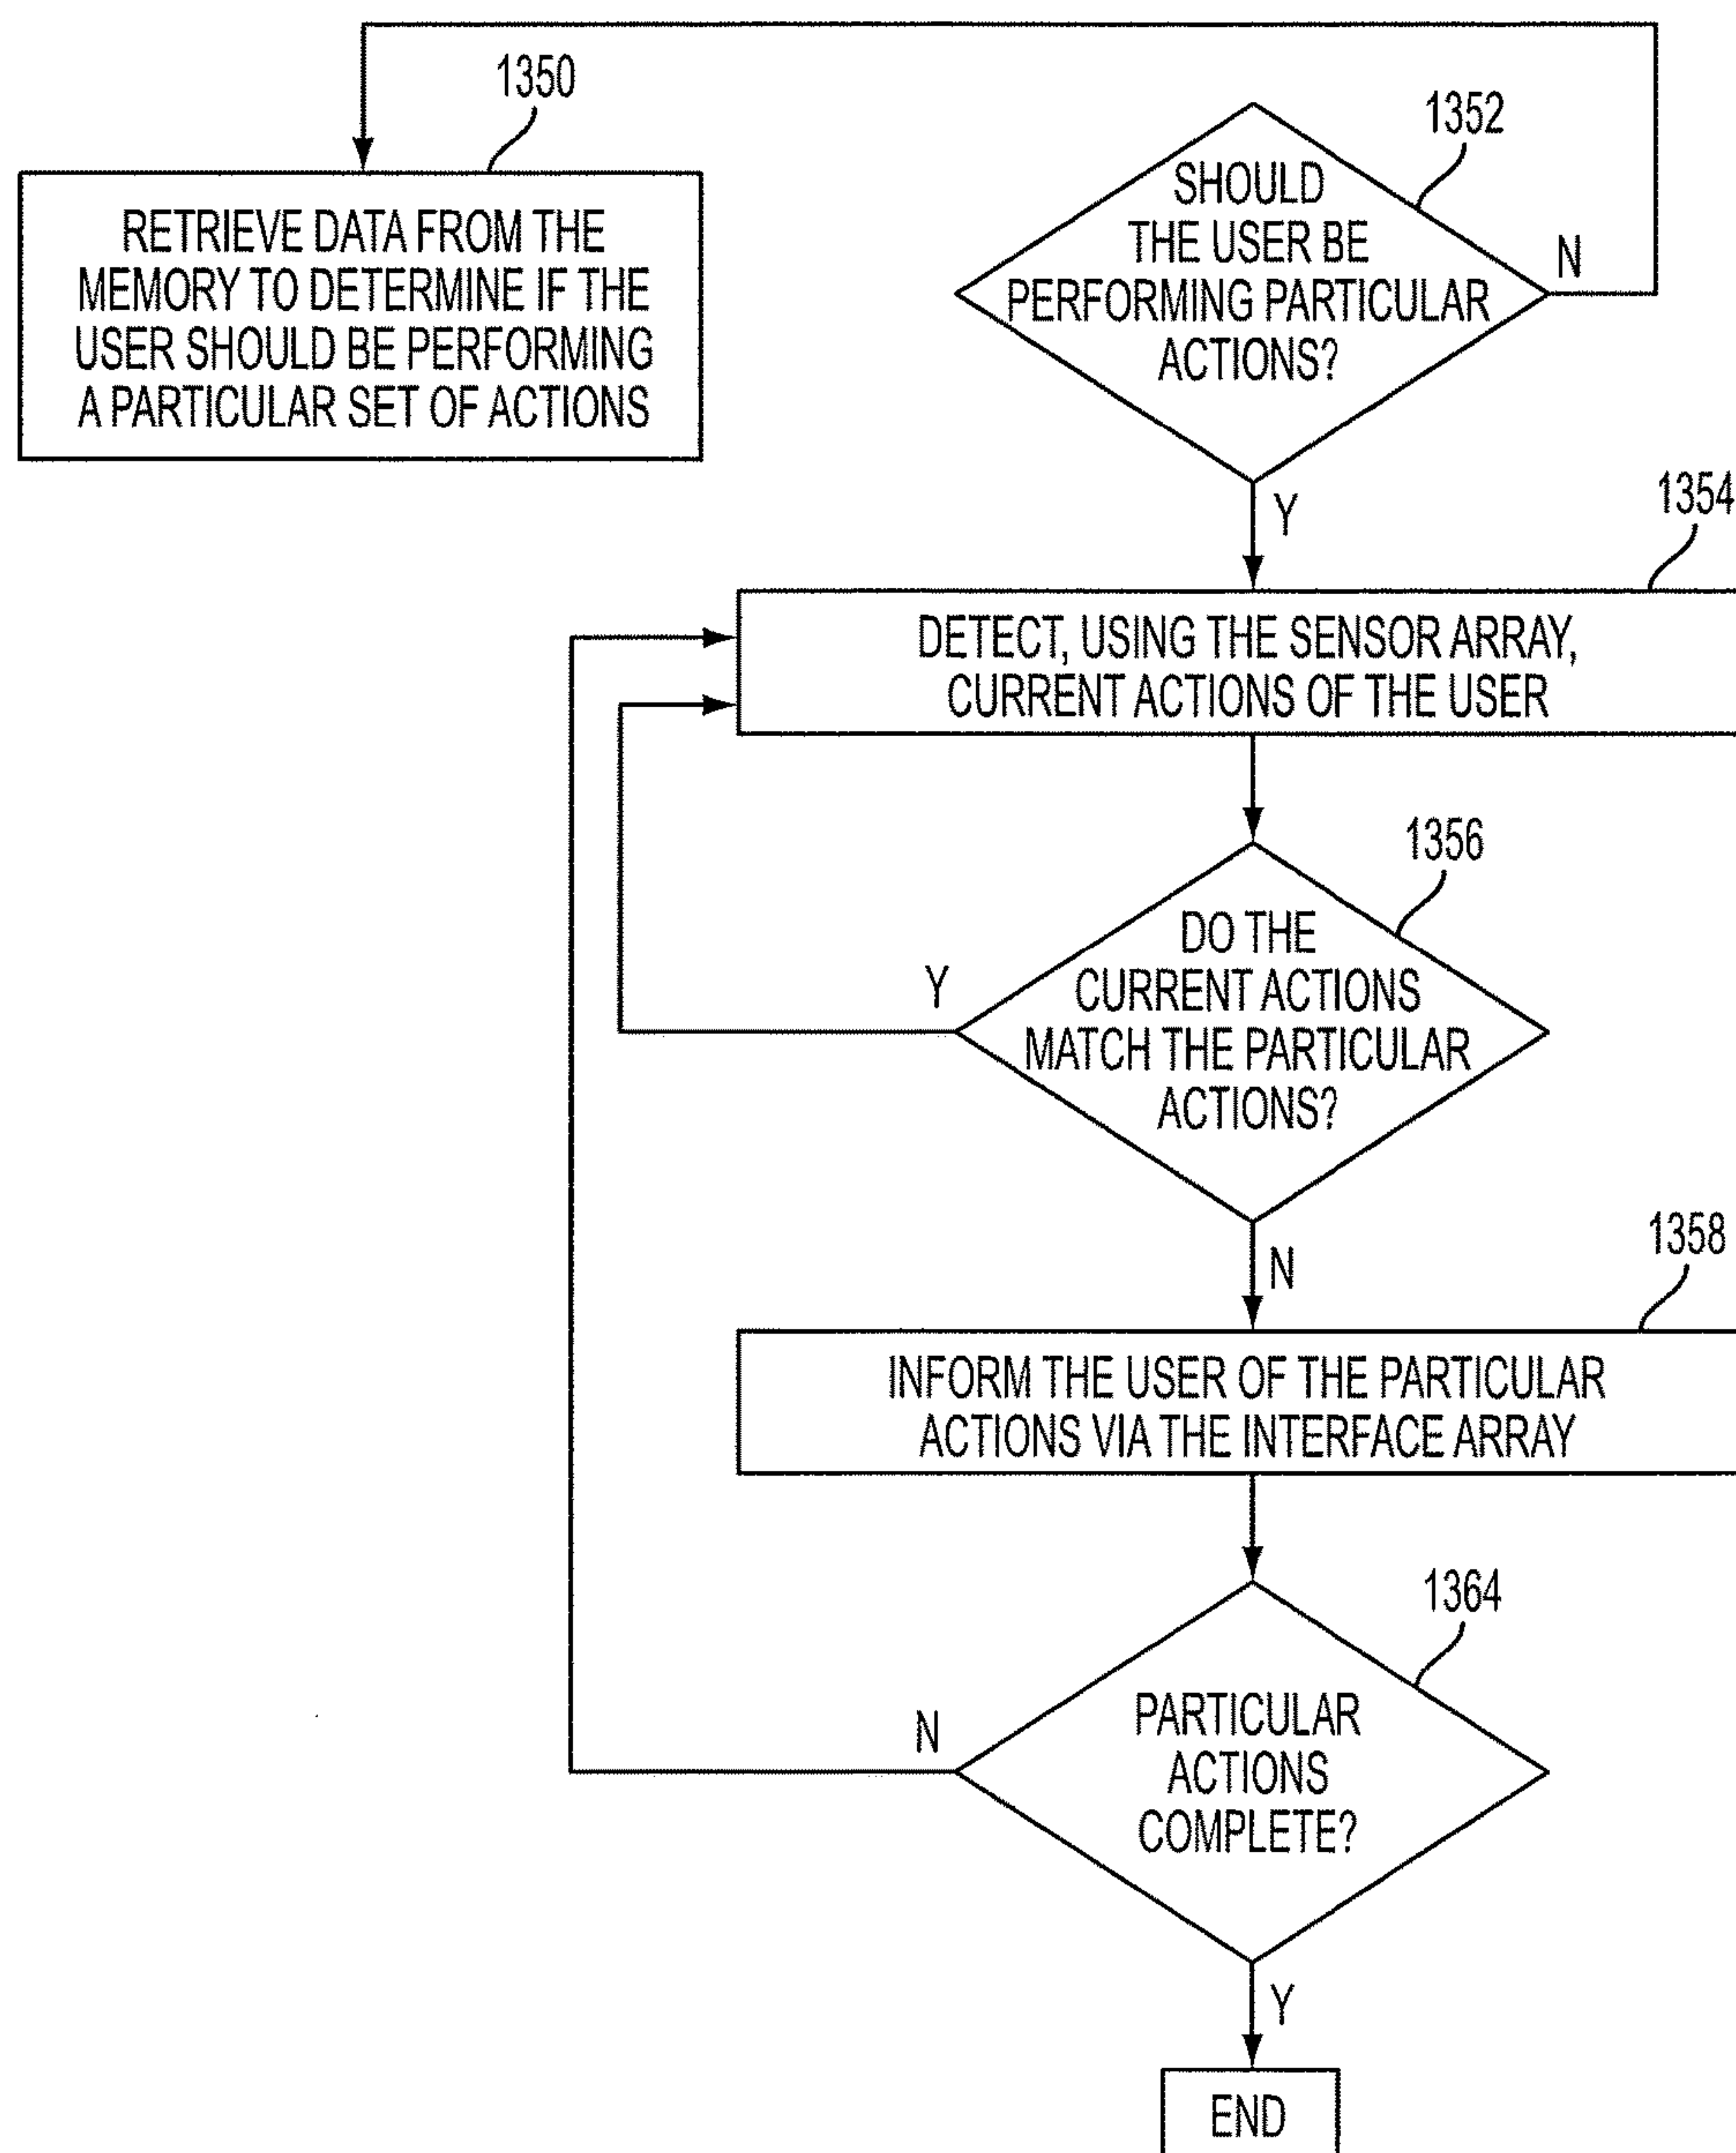 1350
RETRIEVE DATA FROM THE
MEMORY TO DETERMINE IF THE
USER SHOULD BE PERFORMING
A PARTICULAR SET OF ACTIONS
1352
SHOULD
THE USER BE
PERFORMING PARTICULAR
ACTIONS?
N
Y
1354
DETECT, USING THE SENSOR ARRAY,
CURRENT ACTIONS OF THE USER
1356
DO THE
CURRENT ACTIONS
MATCH THE PARTICULAR
ACTIONS?
Y
N
1358
INFORM THE USER OF THE PARTICULAR
ACTIONS VIA THE INTERFACE ARRAY
1364
PARTICULAR
ACTIONS
COMPLETE?
N
Y
END